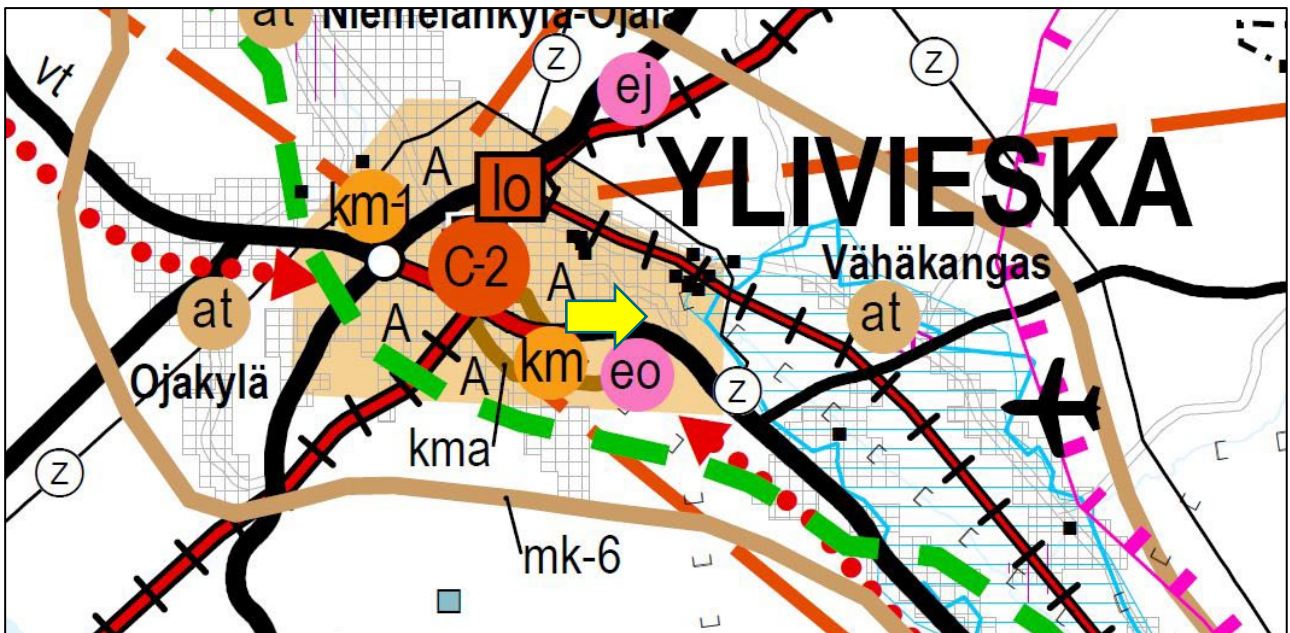 at Niemelänkylä-Ojala
vt
z
z
ej
YLIVIESKA
A
lo
km-1
C-2
Vähäkangas
at
A
at
A
km
eo
A
z
Ojakylä
kma
z
mk-6